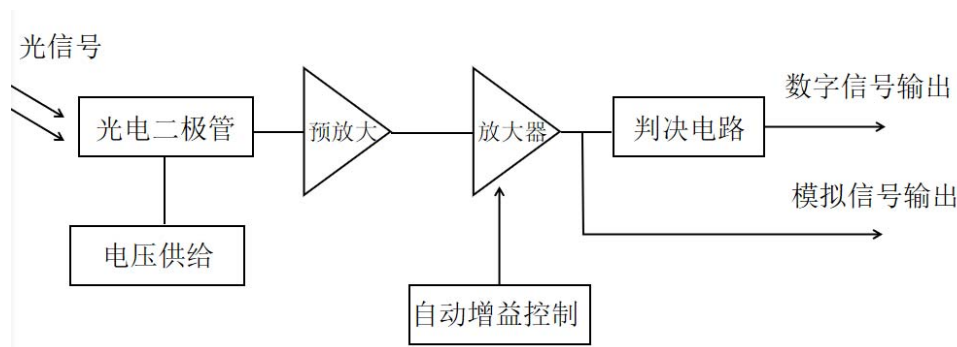 光信号
数字信号输出
光电二极管
预放大
放大器
判决电路
模拟信号输出
电压供给
自动增益控制